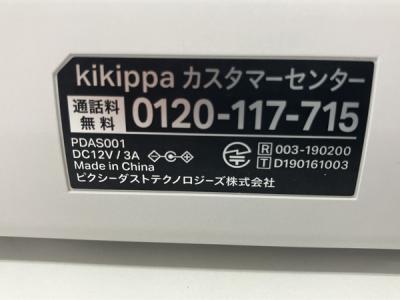 kikippa カスタマーセンター
通話料
無料 0120-117-715
PDAS001
DC12V / 3A
R 003-190200
Made in China
T D190161003
ピクシーダストテクノロジーズ株式会社